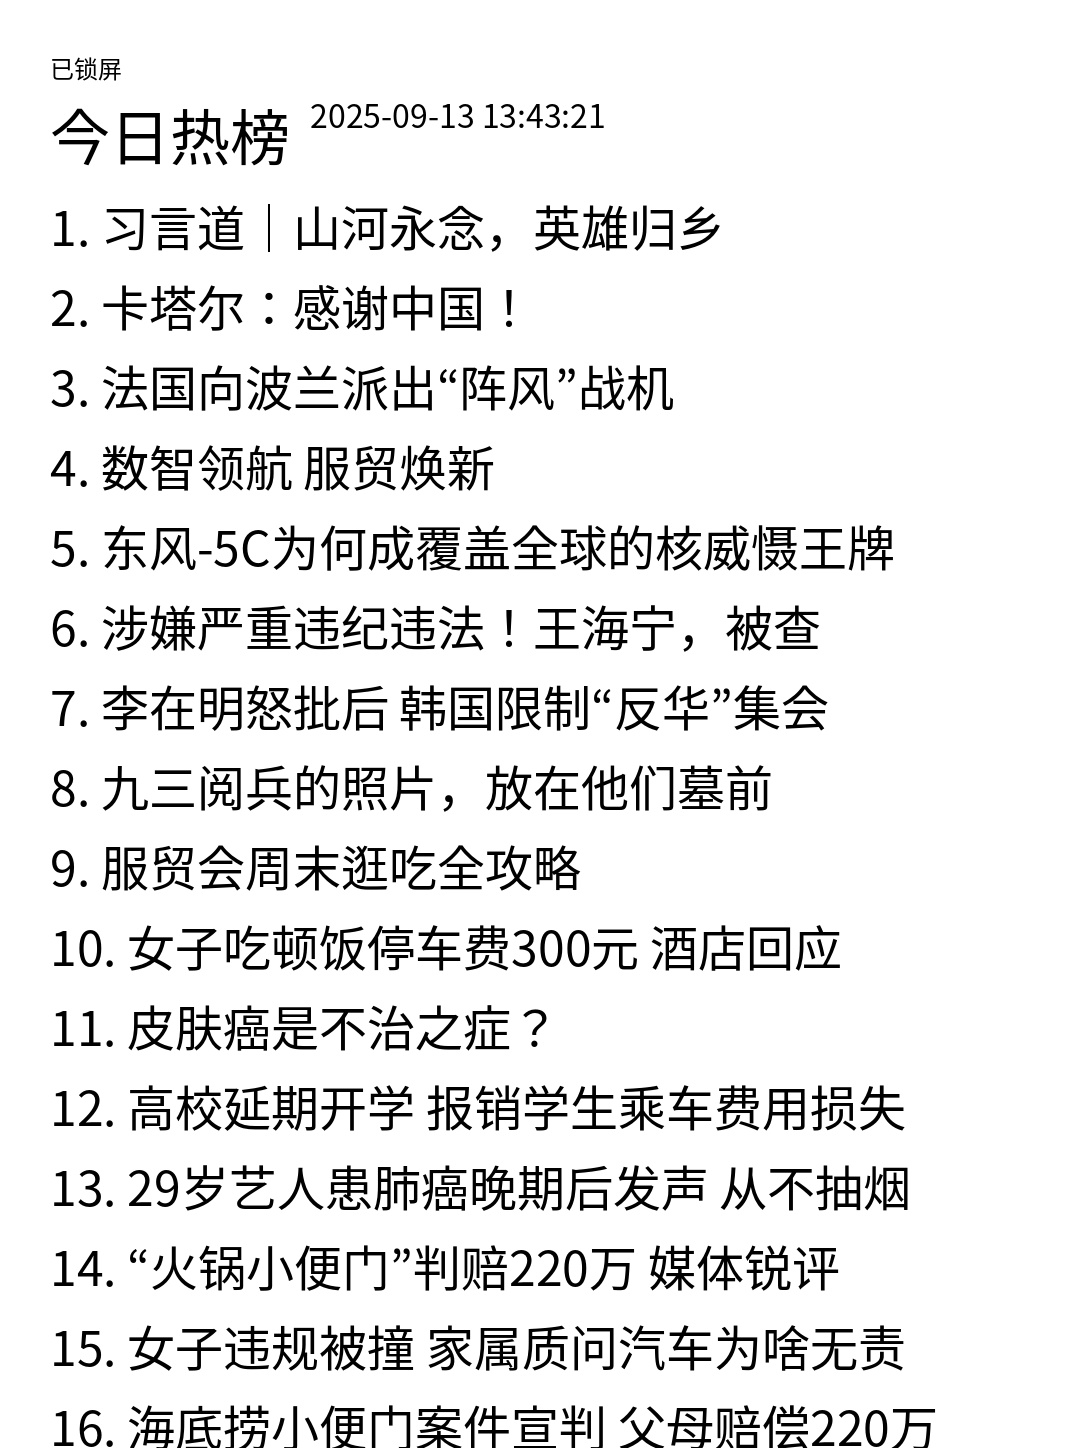 已锁屏
今日热榜 2025-09-13 13:43:21
1. 习言道｜山河永念，英雄归乡
2. 卡塔尔：感谢中国！
3. 法国向波兰派出“阵风”战机
4. 数智领航 服贸焕新
5. 东风-5C为何成覆盖全球的核威慑王牌
6. 涉嫌严重违纪违法！王海宁，被查
7. 李在明怒批后 韩国限制“反华”集会
8. 九三阅兵的照片，放在他们墓前
9. 服贸会周末逛吃全攻略
10. 女子吃顿饭停车费300元 酒店回应
11. 皮肤癌是不治之症？
12. 高校延期开学 报销学生乘车费用损失
13. 29岁艺人患肺癌晚期后发声 从不抽烟
14. “火锅小便门”判赔220万 媒体锐评
15. 女子违规被撞 家属质问汽车为啥无责
16. 海底捞小便门案件宣判 父母赔偿220万